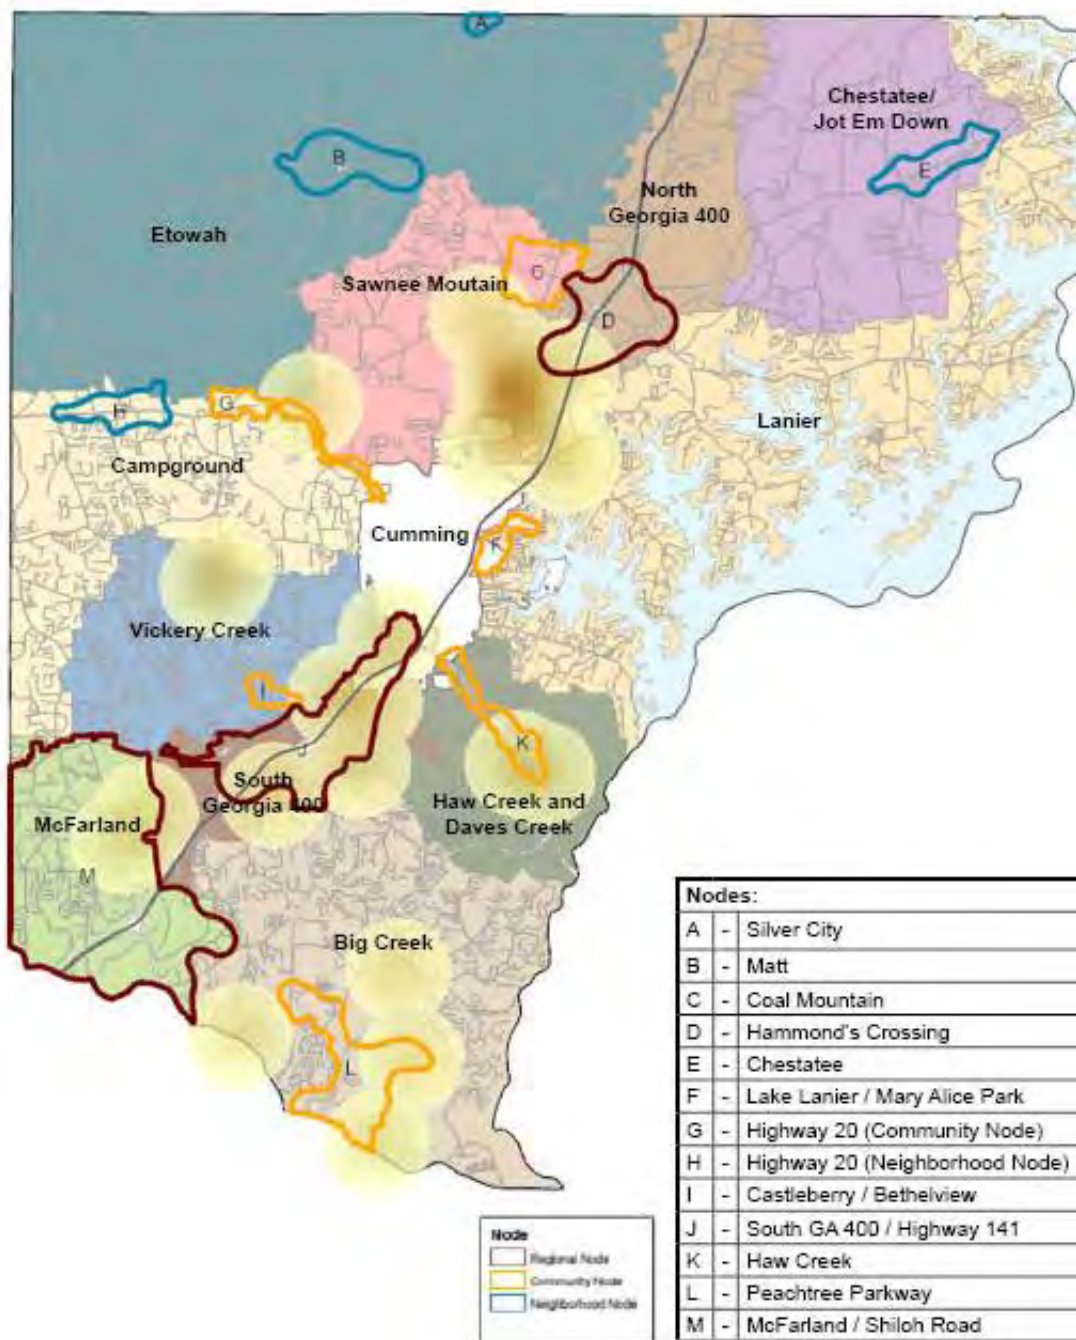 A
Chestatee/
Jot Em Down
B
E
North
Georgia 400
Etowah
C
Sawnee Moutain
D
H
G
Lanier
Campground
Cumming
Vickery Creek
I
K
J
South
Georgia 400
McFarland
Haw Creek and
Daves Creek
M
Big Creek
L
Nodes:
A - Silver City
B - Matt
C - Coal Mountain
D - Hammond's Crossing
E - Chestatee
F - Lake Lanier / Mary Alice Park
G - Highway 20 (Community Node)
H - Highway 20 (Neighborhood Node)
I - Castleberry / Bethelview
J - South GA 400 / Highway 141
K - Haw Creek
L - Peachtree Parkway
M - McFarland / Shiloh Road
Node
Regional Node
Community Node
Neighborhood Node